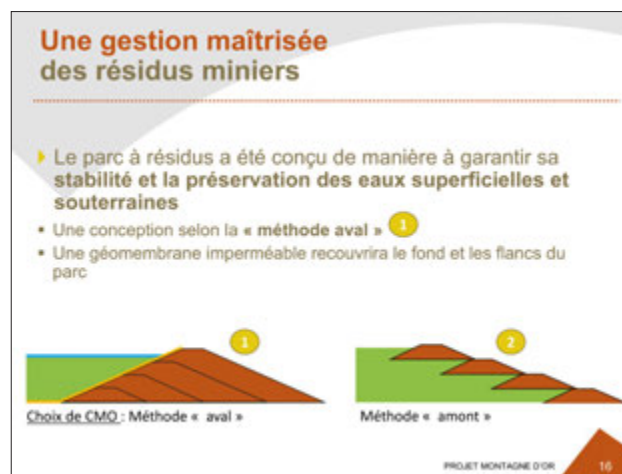 Une gestion maîtrisée
des résidus miniers
Le parc à résidus a été conçu de manière à garantir sa
stabilité et la préservation des eaux superficielles et
souterraines
Une conception selon la « méthode aval » 1
Une géomembrane imperméable recouvrira le fond et les flancs du
parc
1
2
Choix de CMO : Méthode « aval »
Méthode « amont »
PROJET MONTAGNE D'OR 16